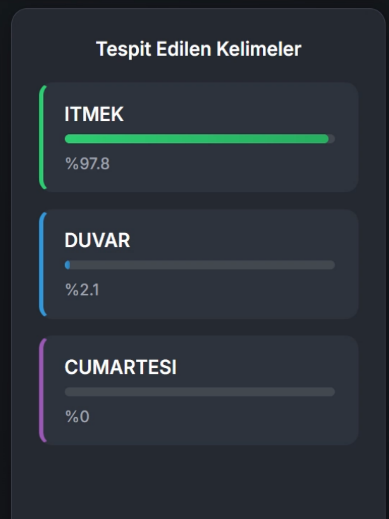 Tespit Edilen Kelimeler
ITMEK
%97.8
DUVAR
%2.1
CUMARTESI
%0